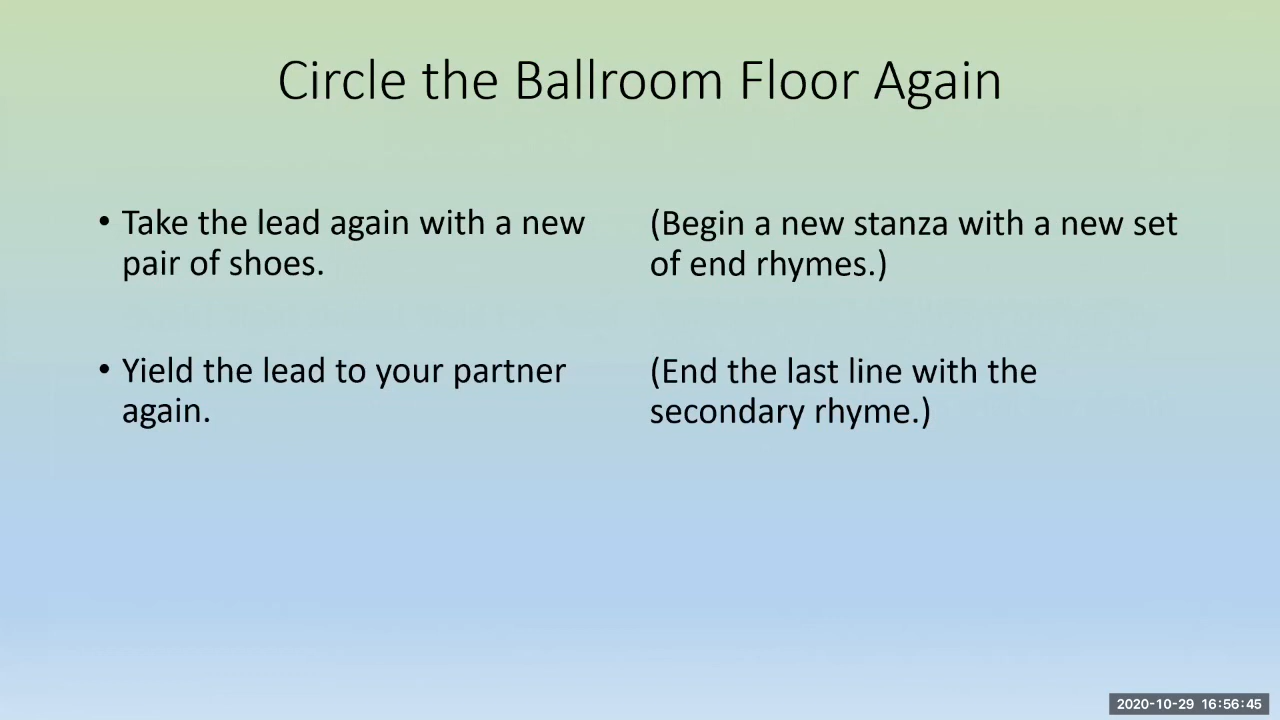 Circle the Ballroom Floor Again
• Take the lead again with a new
pair of shoes.
(Begin a new stanza with a new set
of end rhymes.)
• Yield the lead to your partner
again.
(End the last line with the
secondary rhyme.)
2020-10-29 16:56:45